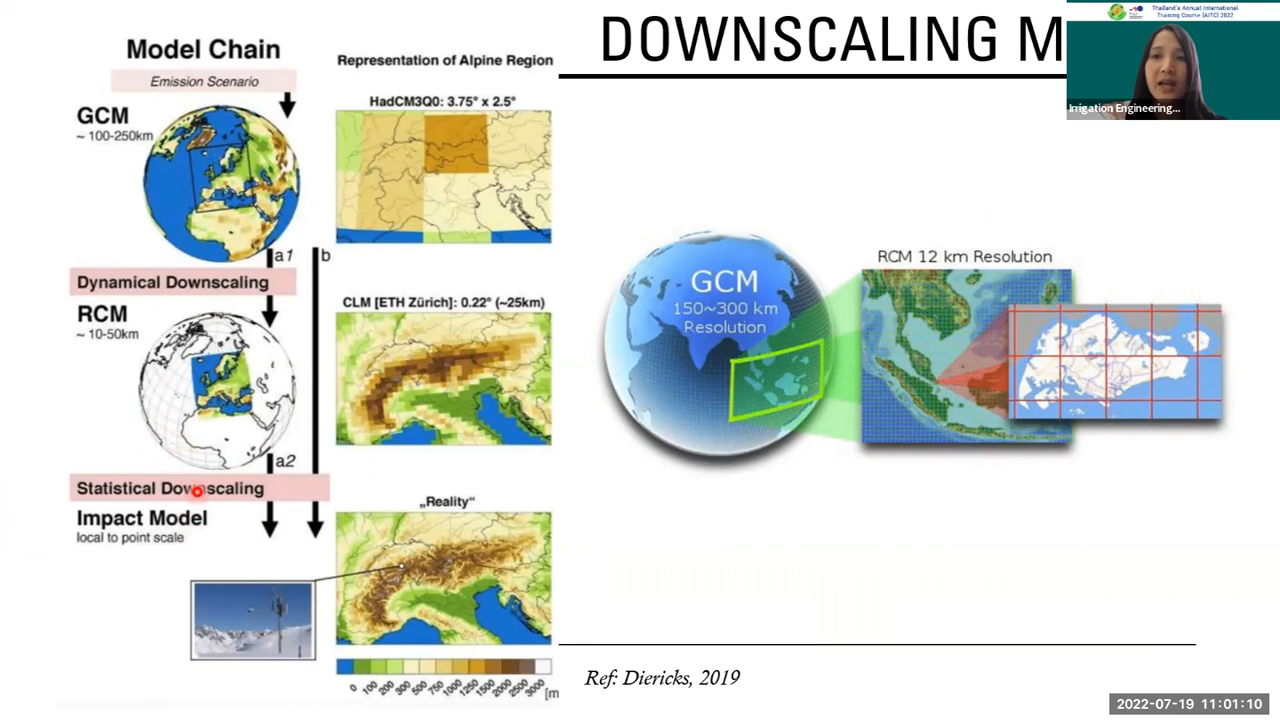 DOWNSCALING M
Thailand's Annual International
Training Course (AITC) 2022
Irrigation Engineering...
Model Chain
Emission Scenario
GCM
~ 100-250km
a1
b
Dynamical Downscaling
RCM
~ 10-50km
a2
Statistical Downscaling
Impact Model
local to point scale
Representation of Alpine Region
HadCM3Q0: 3.75° x 2.5°
CLM [ETH Zürich]: 0.22° (~25km)
„Reality“
0 100 200 300 500 750 1000 1250 1500 2000 2500 3000 [m
GCM
150~300 km
Resolution
RCM 12 km Resolution
Ref: Diericks, 2019
2022-07-19 11:01:10